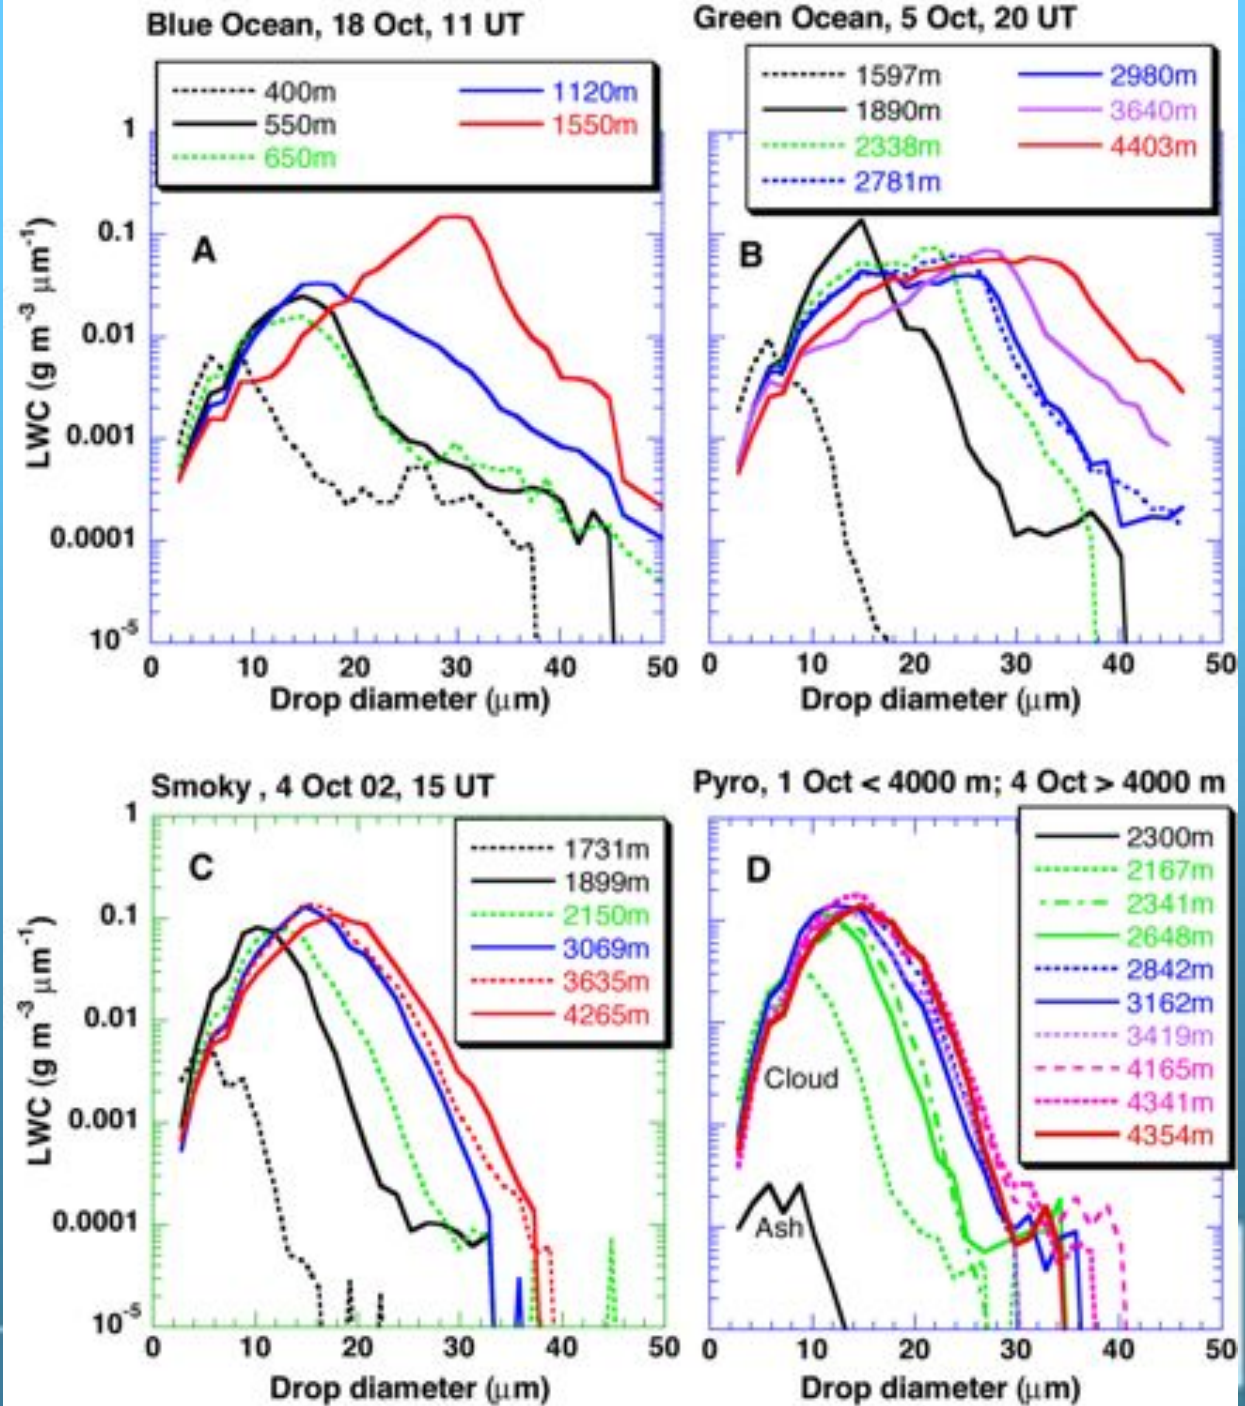 Blue Ocean, 18 Oct, 11 UT
400m
550m
650m
1120m
1550m
A
1
0.1
0.01
0.001
0.0001
10-5
LWC (g m-3 μm-1)
0 10 20 30 40 50
Drop diameter (μm)
Green Ocean, 5 Oct, 20 UT
1597m
1890m
2338m
2781m
2980m
3640m
4403m
B
0 10 20 30 40 50
Drop diameter (μm)
Smoky , 4 Oct 02, 15 UT
1731m
1899m
2150m
3069m
3635m
4265m
C
1
0.1
0.01
0.001
0.0001
10-5
LWC (g m-3 μm-1)
0 10 20 30 40 50
Drop diameter (μm)
Pyro, 1 Oct < 4000 m; 4 Oct > 4000 m
2300m
2167m
2341m
2648m
2842m
3162m
3419m
4165m
4341m
4354m
D
Cloud
Ash
0 10 20 30 40 50
Drop diameter (μm)